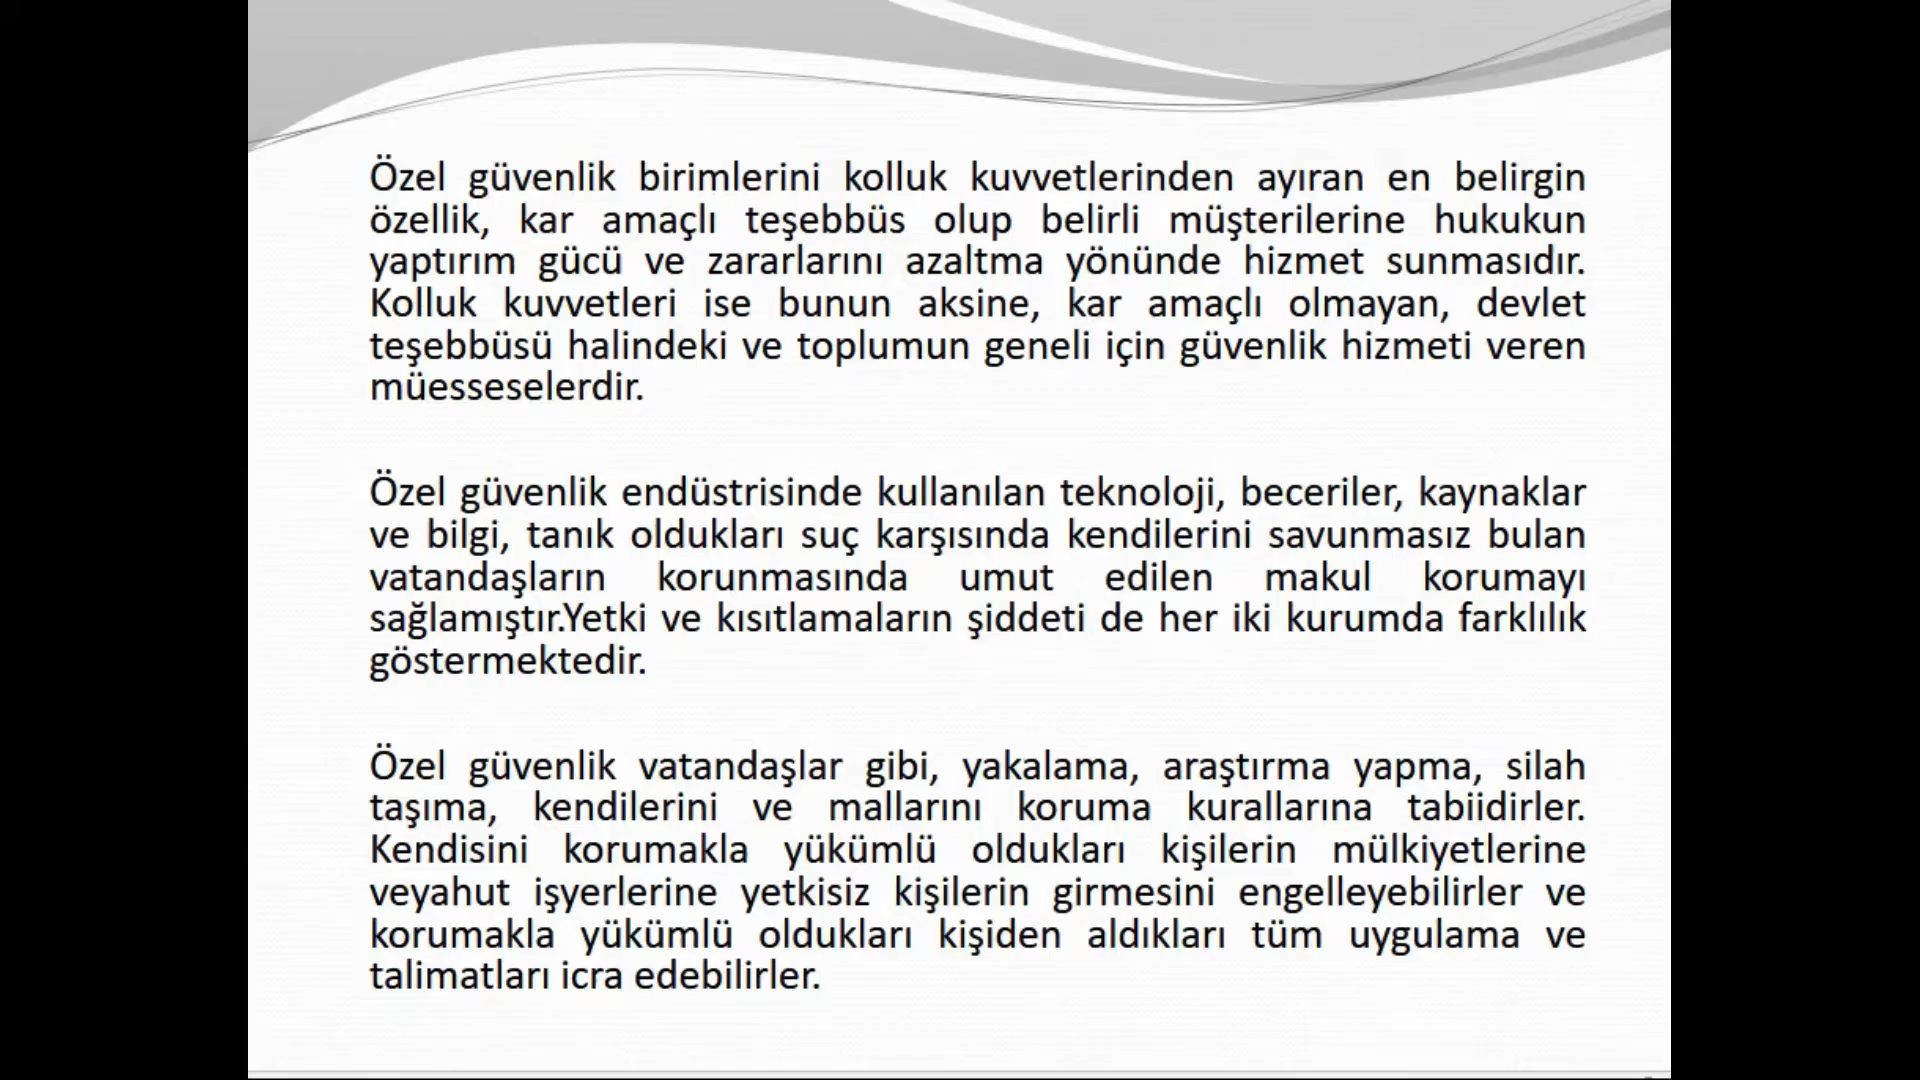 Özel güvenlik birimlerini kolluk kuvvetlerinden ayıran en belirgin
özellik, kar amaçlı teşebbüs olup belirli müşterilerine hukukun
yaptırım gücü ve zararlarını azaltma yönünde hizmet sunmasıdır.
Kolluk kuvvetleri ise bunun aksine, kar amaçlı olmayan, devlet
teşebbüsü halindeki ve toplumun geneli için güvenlik hizmeti veren
müesseselerdir.
Özel güvenlik endüstrisinde kullanılan teknoloji, beceriler, kaynaklar
ve bilgi, tanık oldukları suç karşısında kendilerini savunmasız bulan
vatandaşların korunmasında umut edilen makul korumayı
sağlamıştır.Yetki ve kısıtlamaların şiddeti de her iki kurumda farklılık
göstermektedir.
Özel güvenlik vatandaşlar gibi, yakalama, araştırma yapma, silah
taşıma, kendilerini ve mallarını koruma kurallarına tabiidirler.
Kendisini korumakla yükümlü oldukları kişilerin mülkiyetlerine
veyahut işyerlerine yetkisiz kişilerin girmesini engelleyebilirler ve
korumakla yükümlü oldukları kişiden aldıkları tüm uygulama ve
talimatları icra edebilirler.